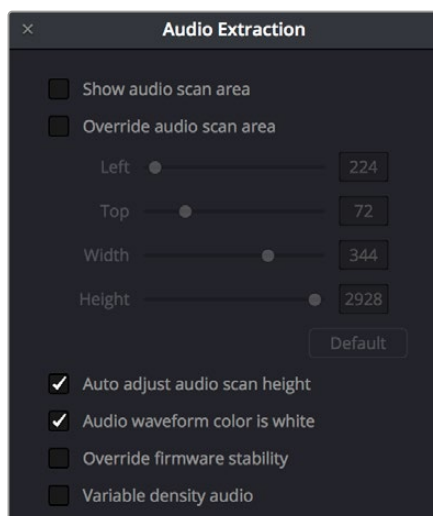 Audio Extraction
Show audio scan area
Override audio scan area
Left 224
Top 72
Width 344
Height 2928
Default
Auto adjust audio scan height
Audio waveform color is white
Override firmware stability
Variable density audio